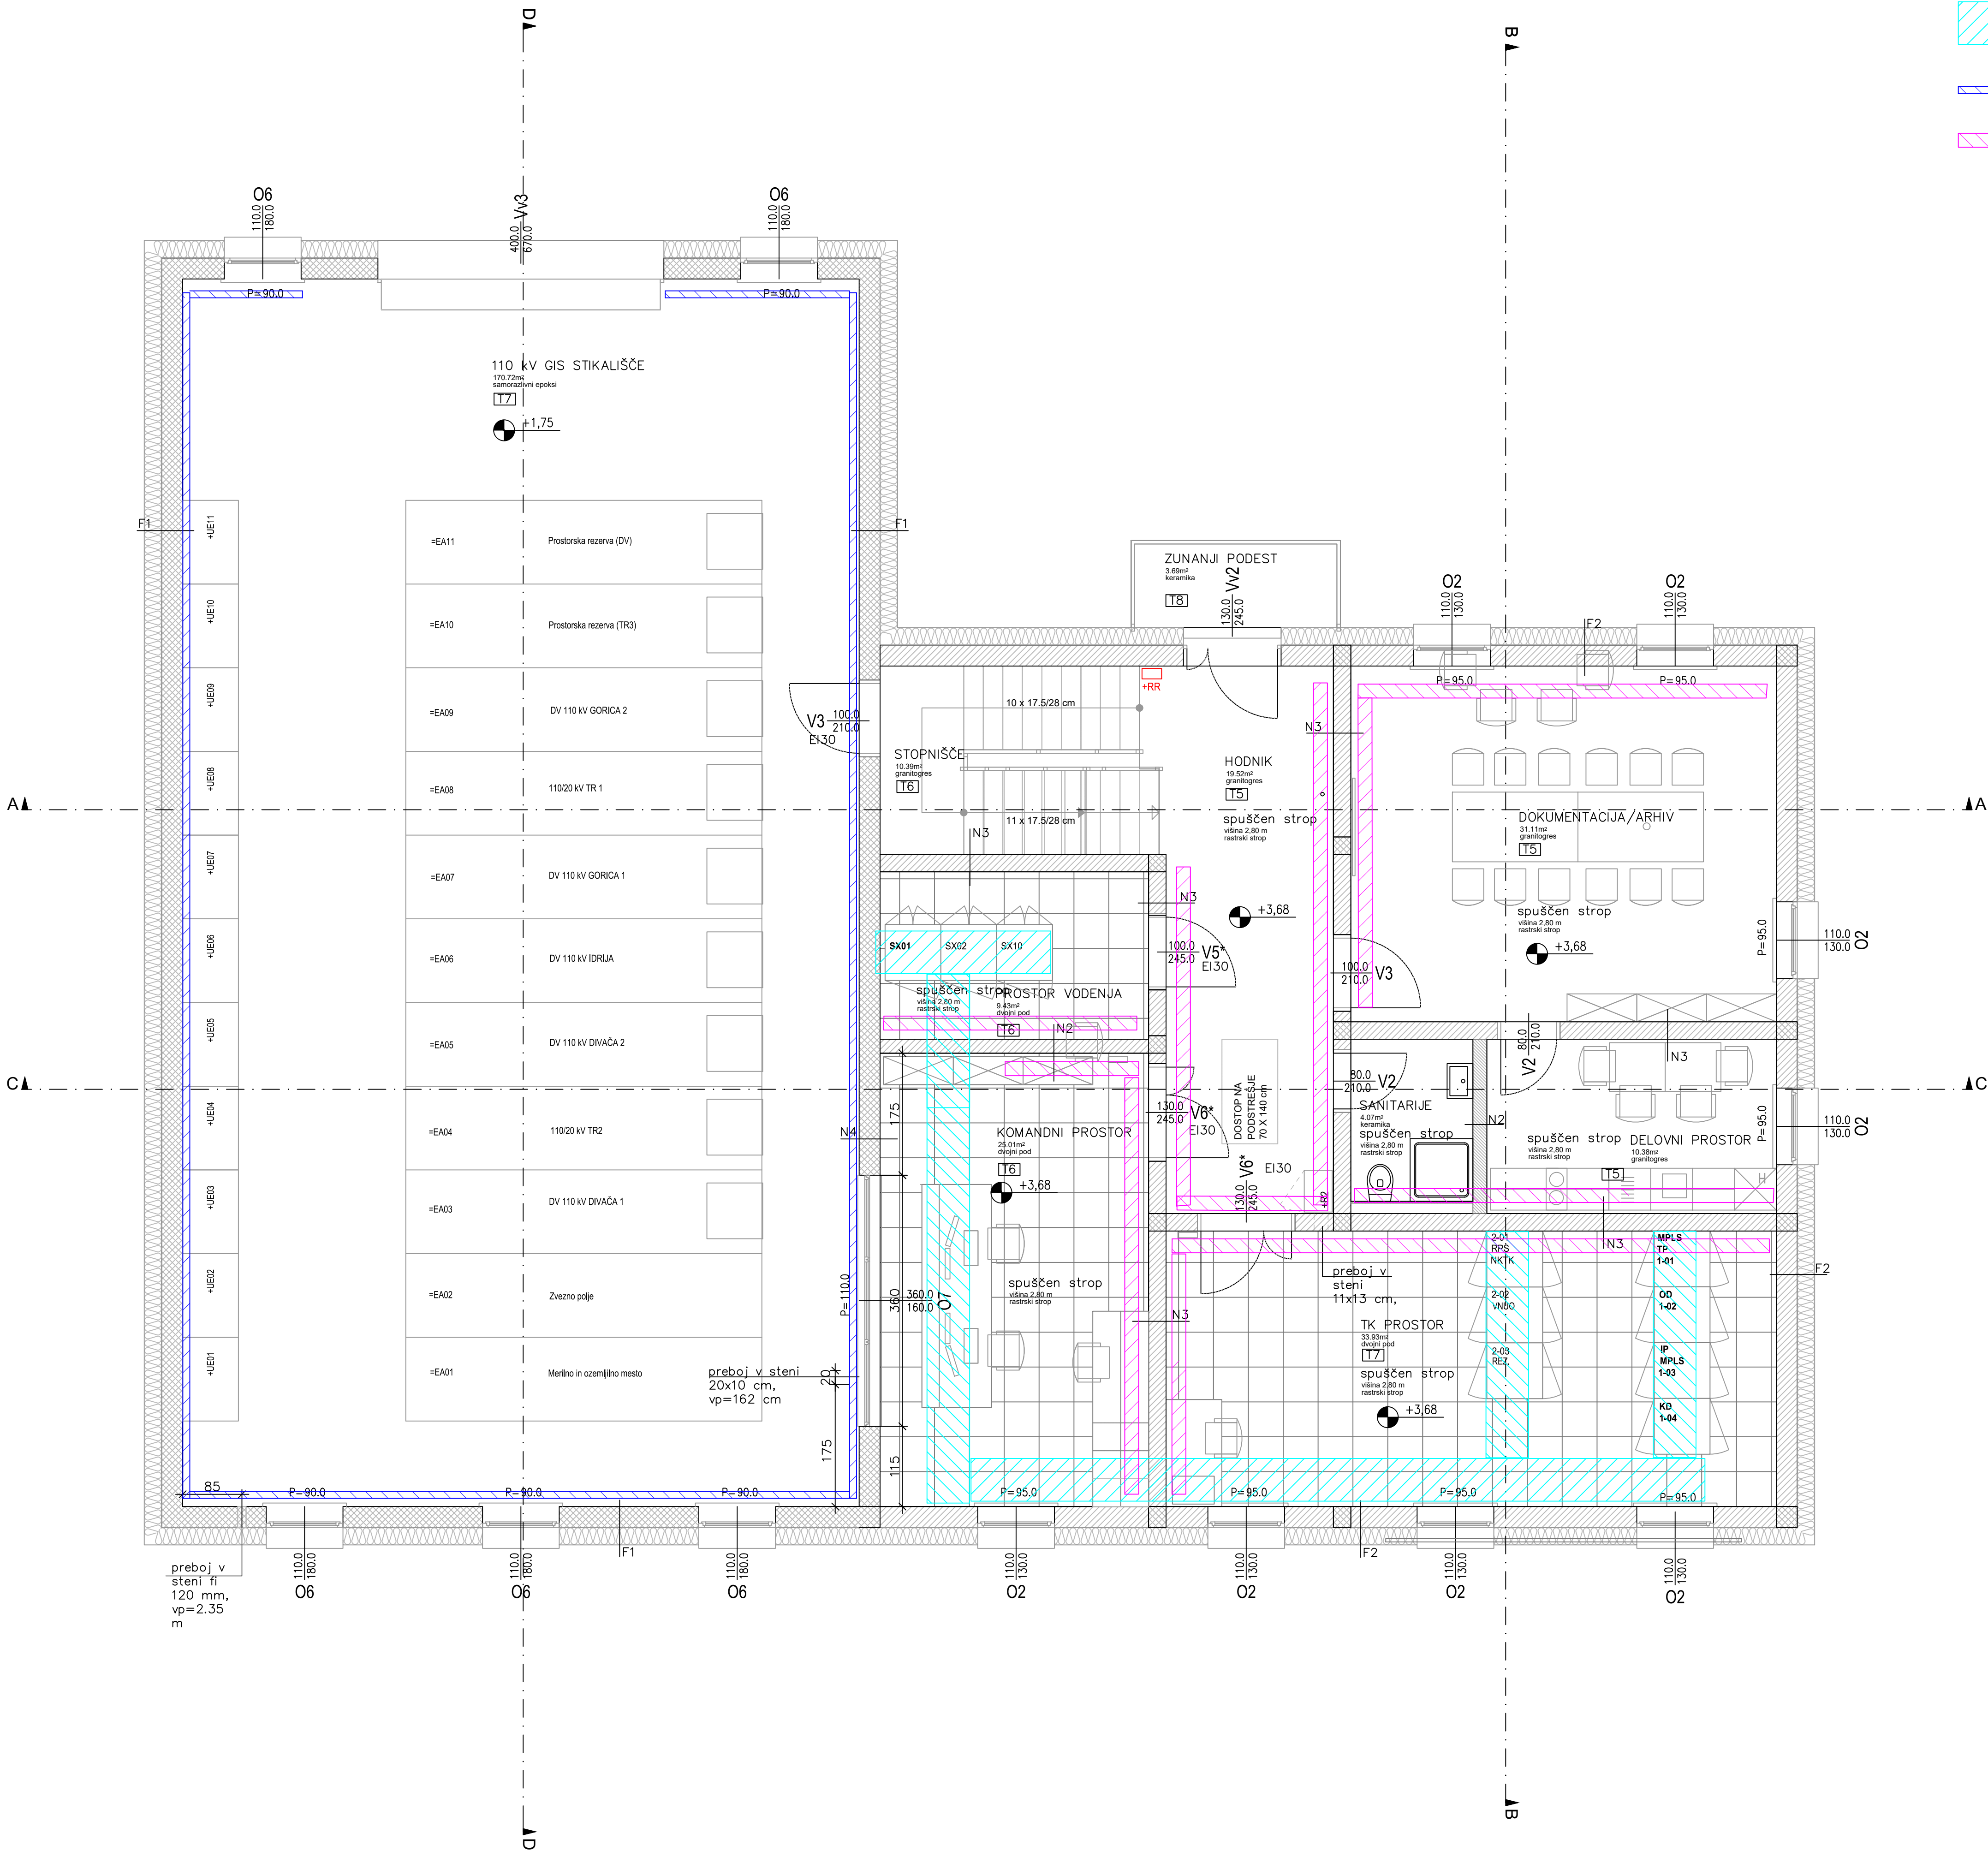 D
B
O6
110.0
180.0
Vv3
400.0
670.0
O6
110.0
180.0
P=90.0
P=90.0
110 kV GIS STIKALIŠČE
170.72m²
samorazlivni epoksi
T7
+1,75
F1
F1
+UE11
=EA11
Prostorska rezerva (DV)
+UE10
=EA10
Prostorska rezerva (TR3)
+UE09
=EA09
DV 110 kV GORICA 2
+UE08
=EA08
110/20 kV TR 1
+UE07
=EA07
DV 110 kV GORICA 1
+UE06
=EA06
DV 110 kV IDRIJA
+UE05
=EA05
DV 110 kV DIVAČA 2
+UE04
=EA04
110/20 kV TR2
+UE03
=EA03
DV 110 kV DIVAČA 1
+UE02
=EA02
Zvezno polje
+UE01
=EA01
Merilno in ozemljilno mesto
ZUNANJI PODEST
3.69m²
keramika
T8
Vv2
130.0
245.0
O2
110.0
130.0
O2
110.0
130.0
F2
P=95.0
P=95.0
+RR
10 x 17.5/28 cm
V3
100.0
210.0
EI30
STOPNIŠČE
10.39m²
granitogres
T6
11 x 17.5/28 cm
N3
N3
HODNIK
19.52m²
granitogres
T5
spuščen strop
višina 2,80 m
rastrski strop
+3,68
DOKUMENTACIJA/ARHIV
31.11m²
granitogres
T5
spuščen strop
višina 2,80 m
rastrski strop
+3,68
A
A
N3
SX01
SX02
SX10
100.0
245.0
V5*
EI30
100.0
210.0
V3
P=95.0
110.0
130.0
O2
spuščen strop
višina 2,80 m
rastrski strop
PROSTOR VODENJA
9.43m²
dvojni pod
T6
N2
V2
80.0
210.0
N3
C
C
80.0
210.0
V2
130.0
245.0
V6*
EI30
DOSTOP NA
PODSTREŠJE
70 X 140 cm
SANITARIJE
4.07m²
keramika
spuščen strop
višina 2,80 m
rastrski strop
N2
spuščen strop
višina 2,80 m
rastrski strop
DELOVNI PROSTOR
10.38m²
granitogres
T5
H
P=95.0
110.0
130.0
O2
175
N4
KOMANDNI PROSTOR
25.01m²
dvojni pod
T6
+3,68
V6*
130.0
245.0
EI30
+R2
N3
P=110.0
360
360.0
160.0
O7
spuščen strop
višina 2,80 m
rastrski strop
N3
preboj v
steni
11x13 cm,
2-01
RPS
NKTK
2-02
VNIJO
2-03
REZ.
MPLS
TP
1-01
OD
1-02
IP
MPLS
1-03
KD
1-04
F2
TK PROSTOR
33.93m²
dvojni pod
T7
spuščen strop
višina 2,80 m
rastrski strop
+3,68
preboj v steni
20x10 cm,
vp=162 cm
20
175
115
85
P=90.0
P=90.0
P=90.0
P=95.0
P=95.0
P=95.0
P=95.0
F1
F2
preboj v
steni fi
120 mm,
vp=2.35
m
110.0
180.0
O6
110.0
180.0
O6
110.0
180.0
O6
110.0
130.0
O2
110.0
130.0
O2
110.0
130.0
O2
110.0
130.0
O2
D
B